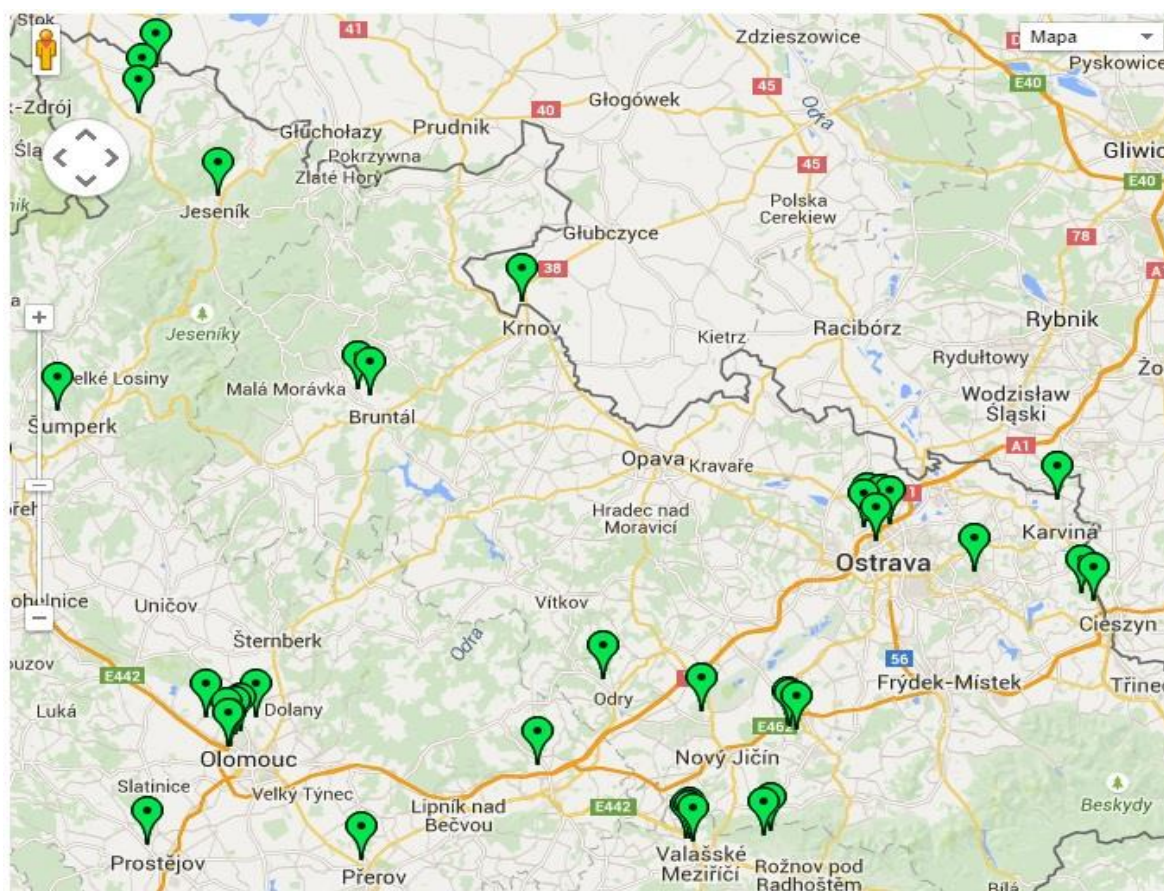 Stok
41
Zdzieszowice
Mapa
Pyskowice
E40
45
k-Zdrój
Głogówek
40
Odra
Głuchołazy
Prudnik
Gliwic
Pokrzywna
Zlaté Hory
45
E40
Jeseník
Polska
Cerekiew
Głubczyce
78
38
A1
Krnov
Kietrz
Racibórz
Rybnik
Jeseníky
Rydułtowy
elké Losiny
Malá Morávka
Wodzisław
Śląski
Šumperk
Bruntál
A1
Opava
Kravaře
Hradec nad
Moravicí
Karviná
Ostrava
ohelnice
Uničov
Vítkov
Cieszyn
Šternberk
Odra
56
E442
Odry
Frýdek-Místek
Třinec
Luká
Dolany
E462
Olomouc
Nový Jičín
Slatinice
Velký Týnec
Lipník nad
Bečvou
E442
Beskydy
Prostějov
Přerov
Valašské
Meziříčí
Rožnov pod
Radhoštěm
Bílá